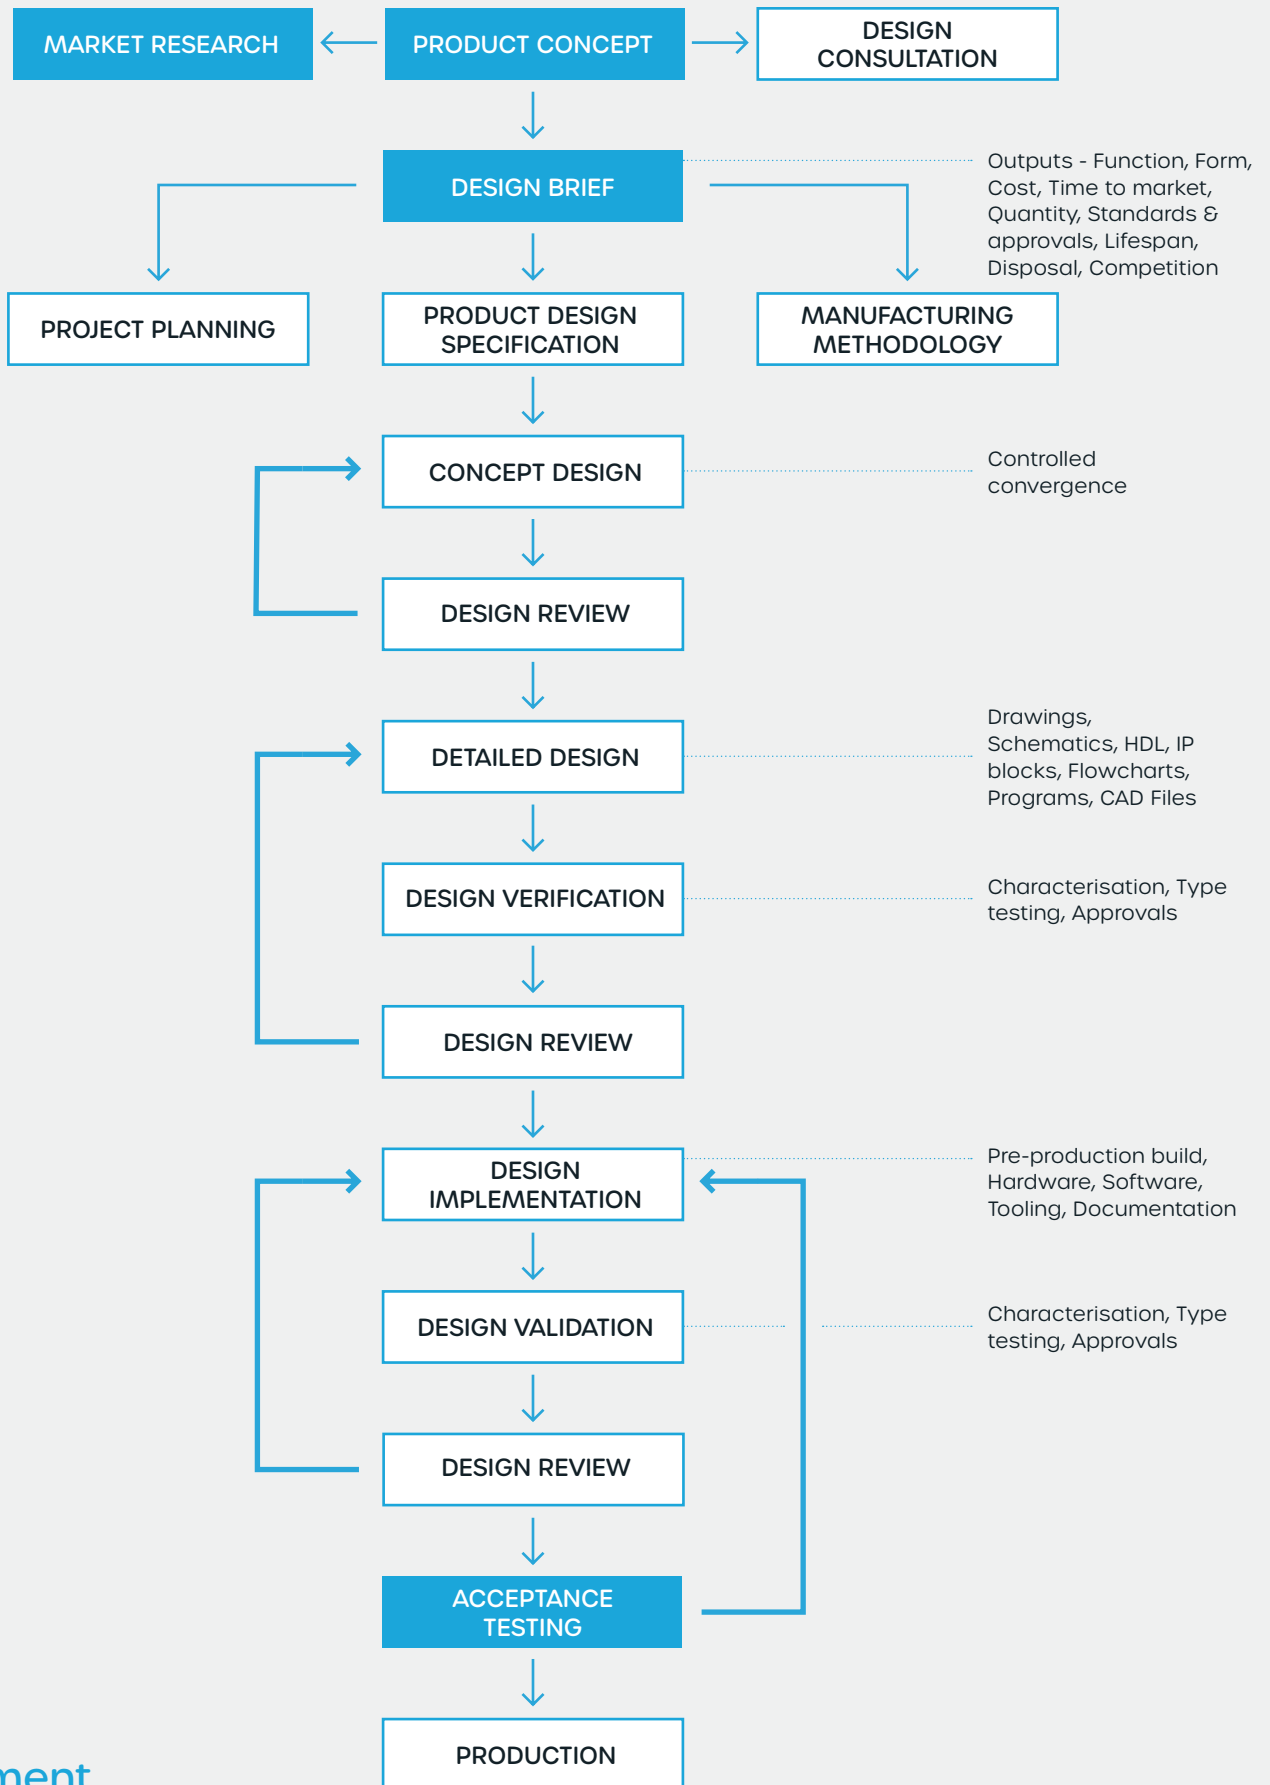 MARKET RESEARCH
PRODUCT CONCEPT
DESIGN
CONSULTATION
DESIGN BRIEF
Outputs - Function, Form,
Cost, Time to market,
Quantity, Standards &
approvals, Lifespan,
Disposal, Competition
PROJECT PLANNING
PRODUCT DESIGN
SPECIFICATION
MANUFACTURING
METHODOLOGY
CONCEPT DESIGN
Controlled
convergence
DESIGN REVIEW
DETAILED DESIGN
Drawings,
Schematics, HDL, IP
blocks, Flowcharts,
Programs, CAD Files
DESIGN VERIFICATION
Characterisation, Type
testing, Approvals
DESIGN REVIEW
DESIGN
IMPLEMENTATION
Pre-production build,
Hardware, Software,
Tooling, Documentation
DESIGN VALIDATION
Characterisation, Type
testing, Approvals
DESIGN REVIEW
ACCEPTANCE
TESTING
PRODUCTION